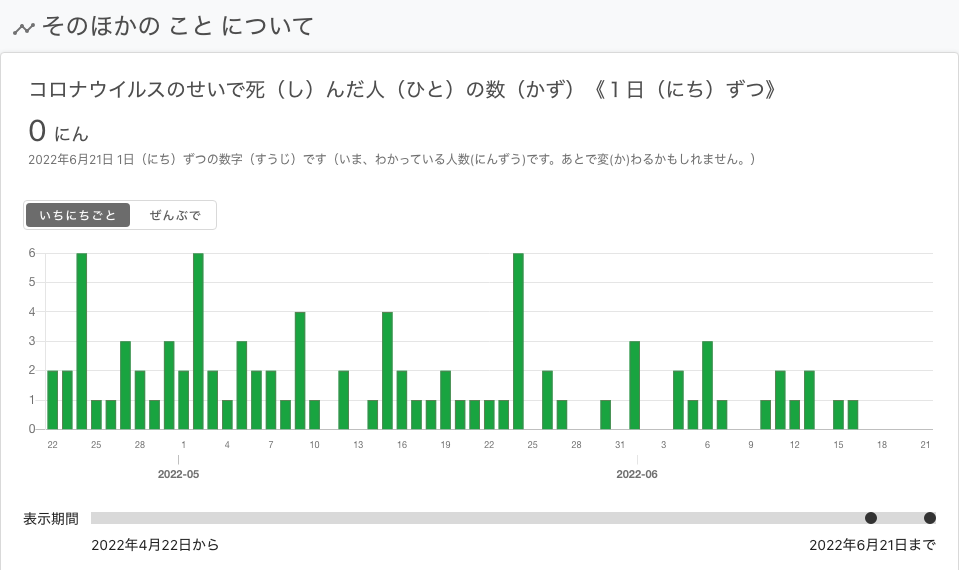 そのほかの こと について
コロナウイルスのせいで死（し）んだ人（ひと）の数（かず）《１日（にち）ずつ》
0 にん
2022年6月21日 1日（にち）ずつの数字（すうじ）です（いま、わかっている人数(にんずう)です。あとで変(か)わるかもしれません。）
いちにちごと ぜんぶで
6
5
4
3
2
1
0
22 25 28 1 4 7 10 13 16 19 22 25 28 31 3 6 9 12 15 18 21
2022-05 2022-06
表示期間
2022年4月22日から 2022年6月21日まで